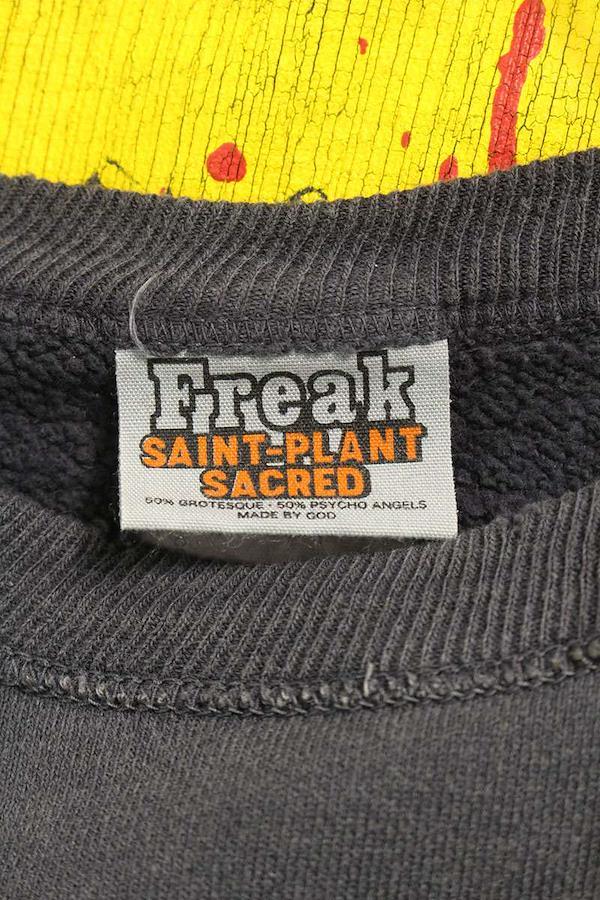 Freak
SAINT-PLANT
SACRED
50% GROTESQUE · 50% PSYCHO ANGELS
MADE BY GOD